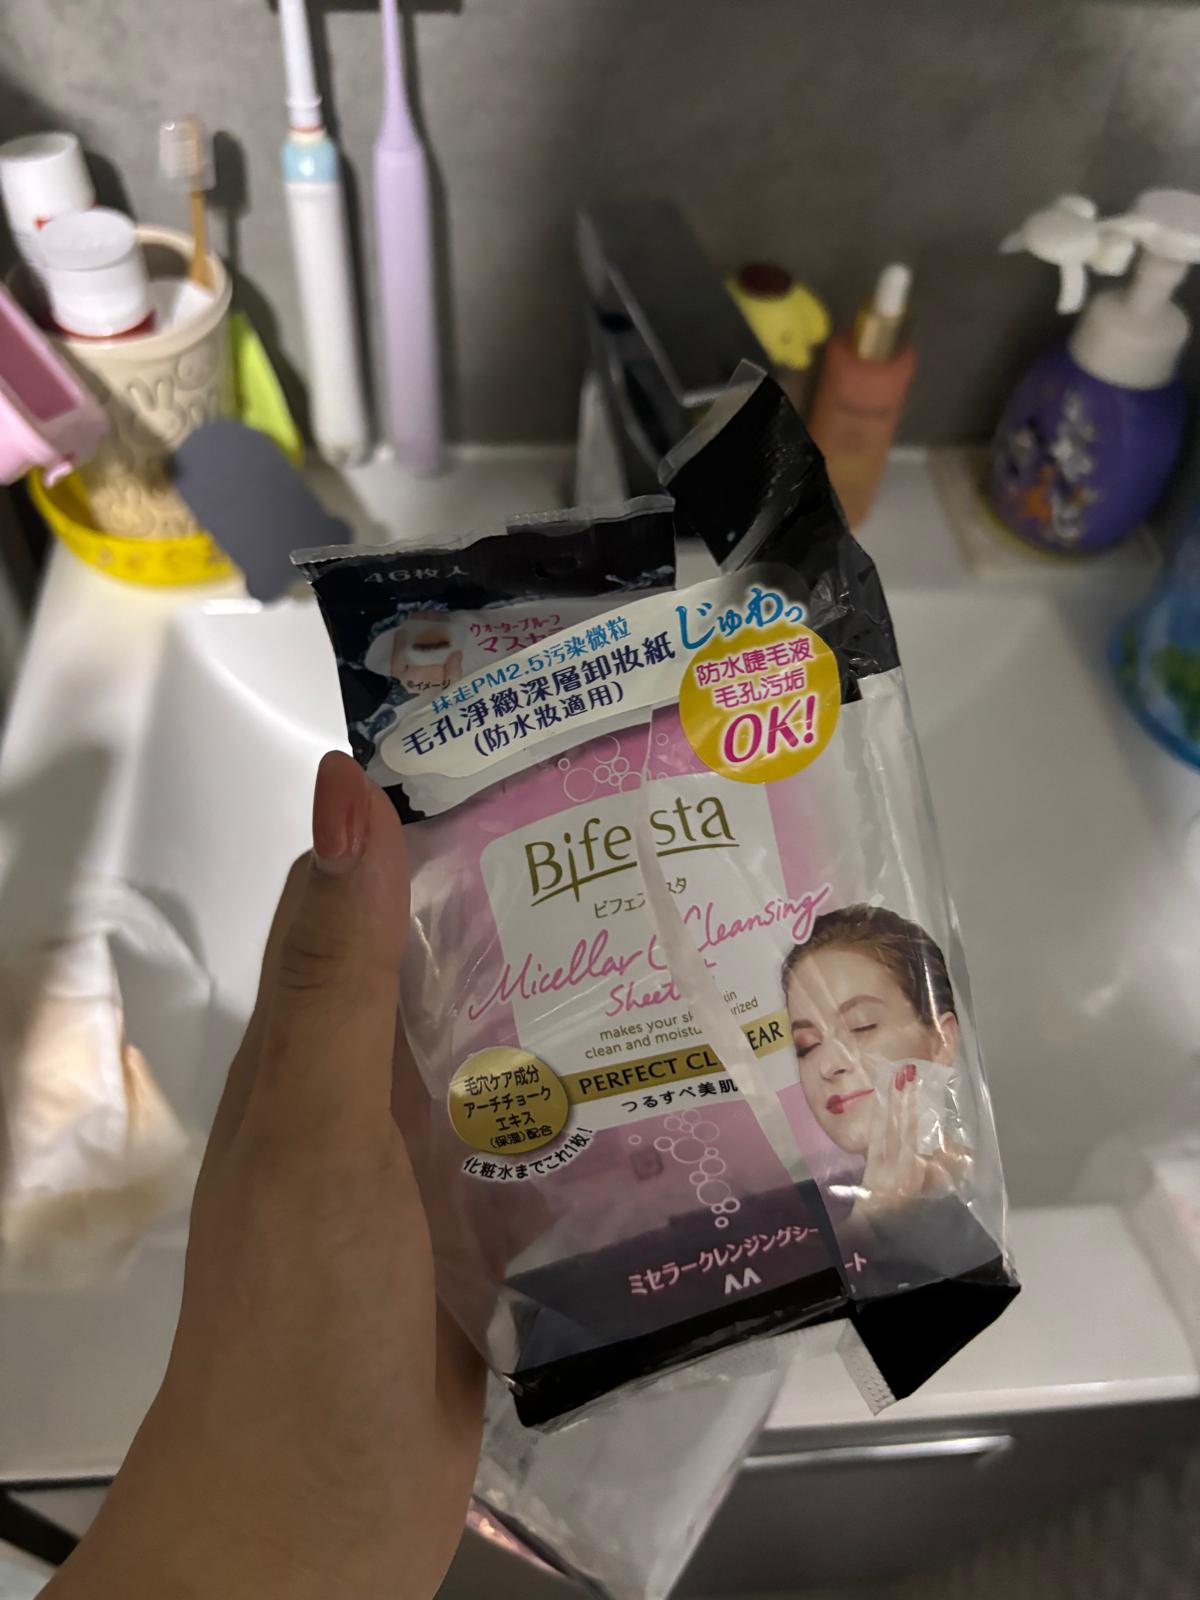 46枚入
ウォータープルーフ
マスカラ
※イメージ
抹走PM2.5污染微粒
毛孔淨緻深層卸妝紙
(防水妝適用)
じゅわっ
防水睫毛液
毛孔污垢
OK!
Bifesta
ビフェスタ
Micellar Cleansing
Sheet
makes your skin
clean and moisturized
PERFECT CLEAR
つるすべ美肌
毛穴ケア成分
アーチチョーク
エキス
(保湿)配合
化粧水までこれ1枚!
ミセラークレンジングシート